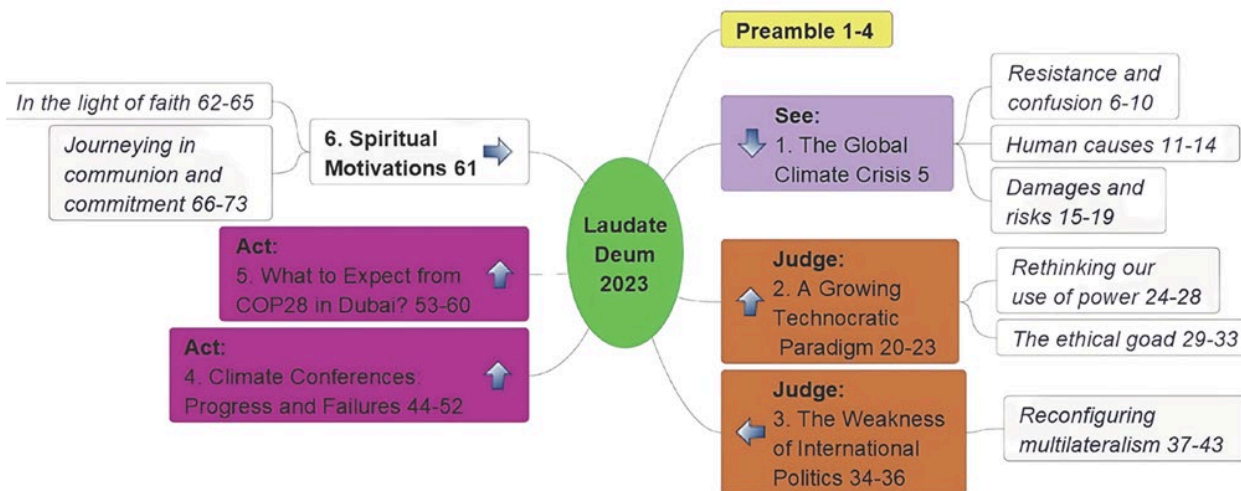 Laudate
Deum
2023
Preamble 1-4
See:
1. The Global
Climate Crisis 5
Resistance and
confusion 6-10
Human causes 11-14
Damages and
risks 15-19
Judge:
2. A Growing
Technocratic
Paradigm 20-23
Rethinking our
use of power 24-28
The ethical goad 29-33
Judge:
3. The Weakness
of International
Politics 34-36
Reconfiguring
multilateralism 37-43
Act:
4. Climate Conferences:
Progress and Failures 44-52
Act:
5. What to Expect from
COP28 in Dubai? 53-60
6. Spiritual
Motivations 61
In the light of faith 62-65
Journeying in
communion and
commitment 66-73